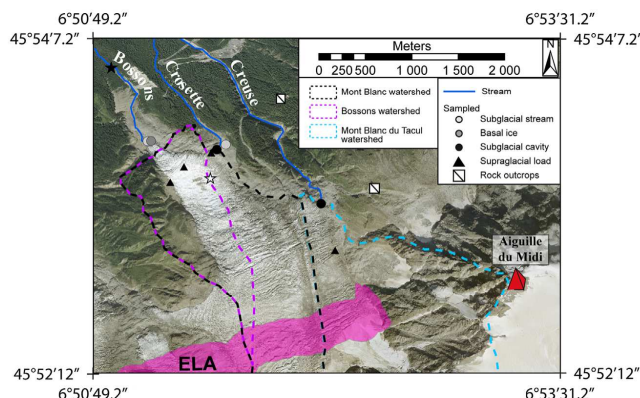 6°50′49.2″
6°53′31.2″
45°54′7.2″
45°54′7.2″
Meters
0 250 500 1 000 1 500 2 000
N
Mont Blanc watershed
Bossons watershed
Mont Blanc du Tacul
watershed
Stream
Sampled
Subglacial stream
Basal ice
Subglacial cavity
Supraglacial load
Rock outcrops
Bossons
Crosette
Creuse
Aiguille
du Midi
ELA
45°52′12″
45°52′12″
6°50′49.2″
6°53′31.2″